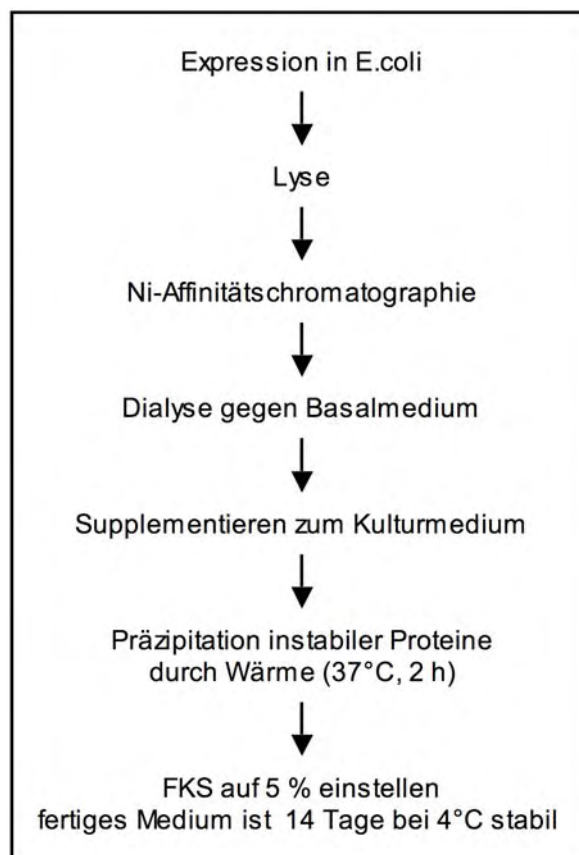 Expression in E.coli
Lyse
Ni-Affinitätschromatographie
Dialyse gegen Basalmedium
Supplementieren zum Kulturmedium
Präzipitation instabiler Proteine
durch Wärme (37°C, 2 h)
FKS auf 5 % einstellen
fertiges Medium ist 14 Tage bei 4°C stabil